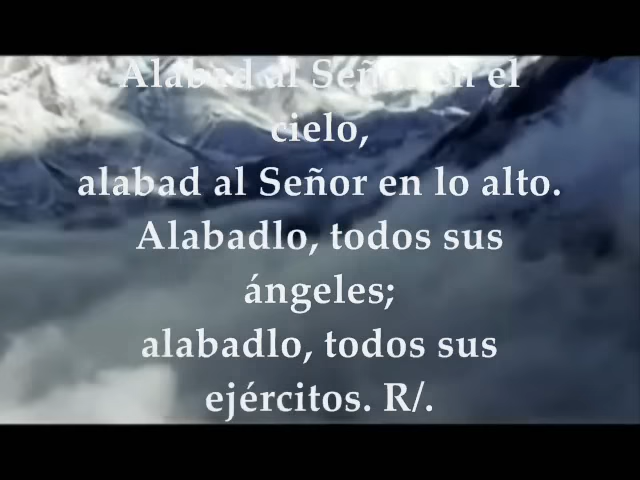 Alabad al Señor en el
cielo,
alabad al Señor en lo alto.
Alabadlo, todos sus
ángeles;
alabadlo, todos sus
ejércitos. R/.